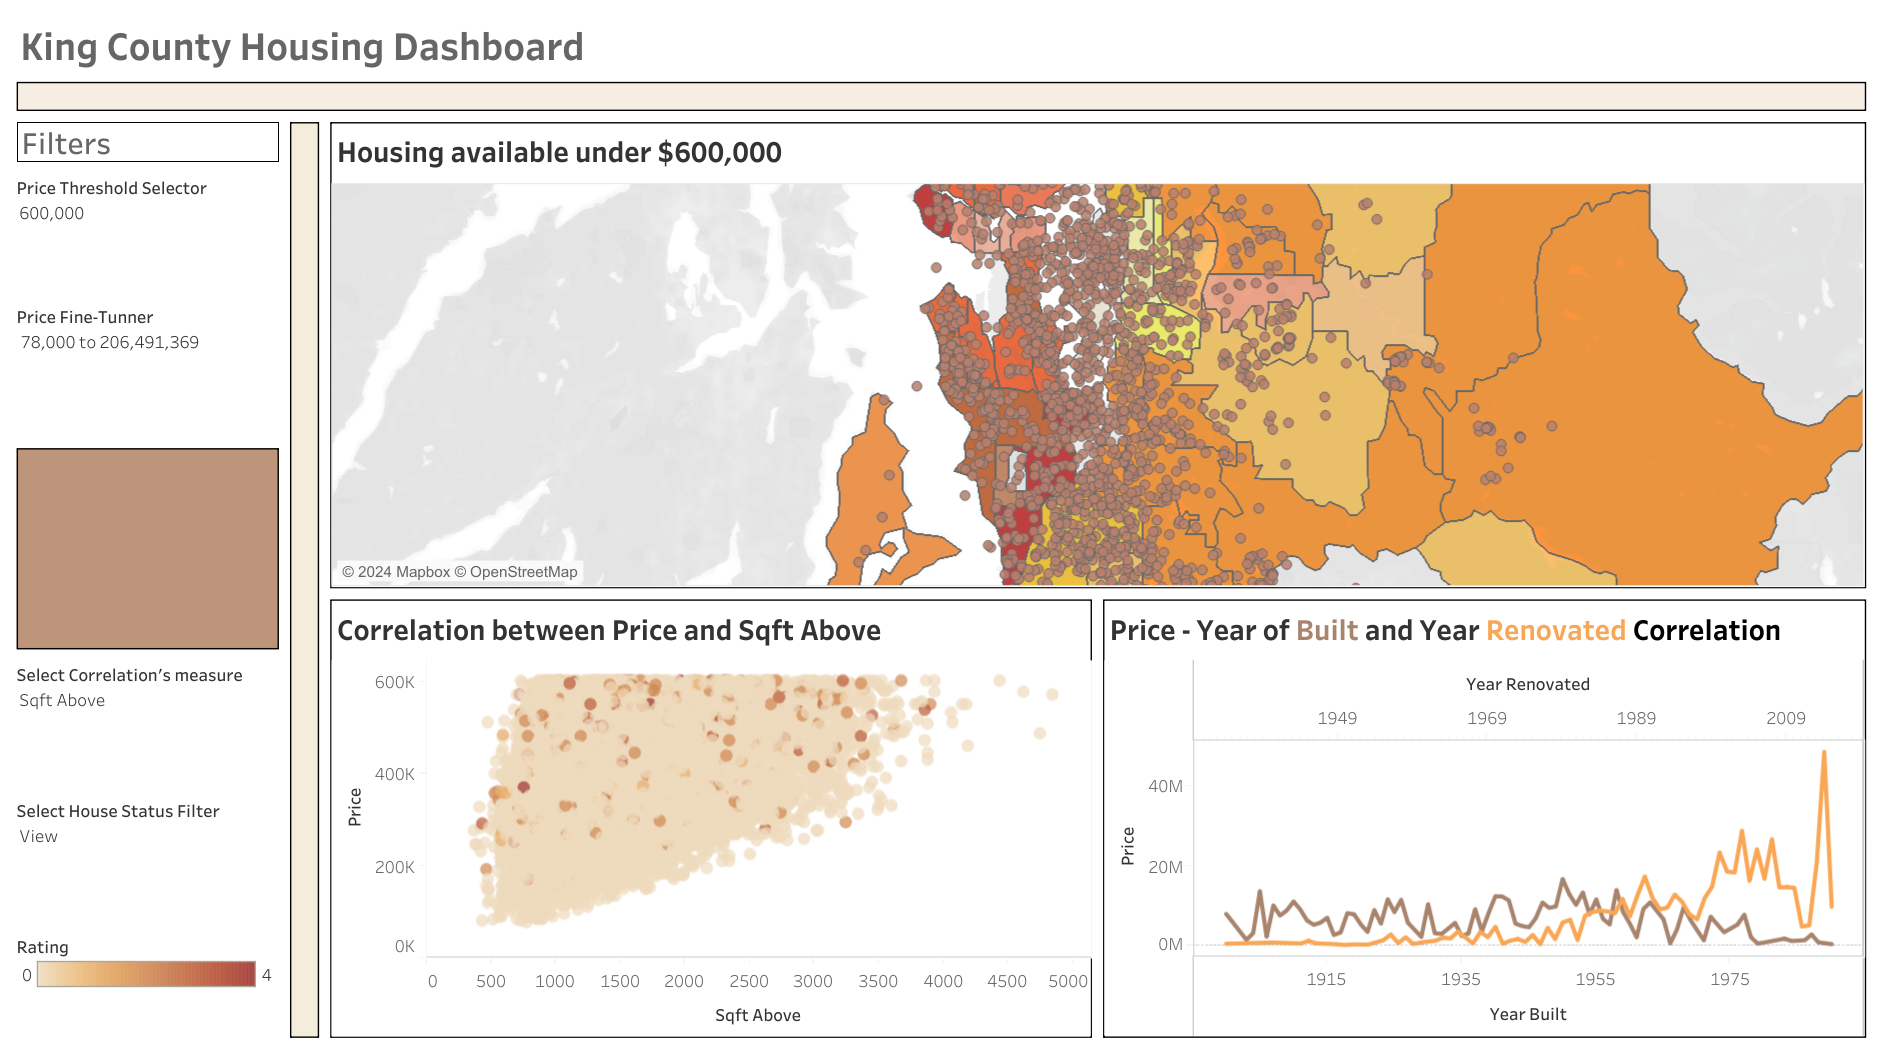 King County Housing Dashboard
Filters
Price Threshold Selector
600,000
Price Fine-Tunner
78,000 to 206,491,369
Select Correlation's measure
Sqft Above
Select House Status Filter
View
Rating
0 4
Housing available under $600,000
© 2024 Mapbox © OpenStreetMap
Correlation between Price and Sqft Above
600K
400K
200K
0K
Price
0 500 1000 1500 2000 2500 3000 3500 4000 4500 5000
Sqft Above
Price - Year of Built and Year Renovated Correlation
Year Renovated
1949 1969 1989 2009
40M
20M
0M
Price
1915 1935 1955 1975
Year Built